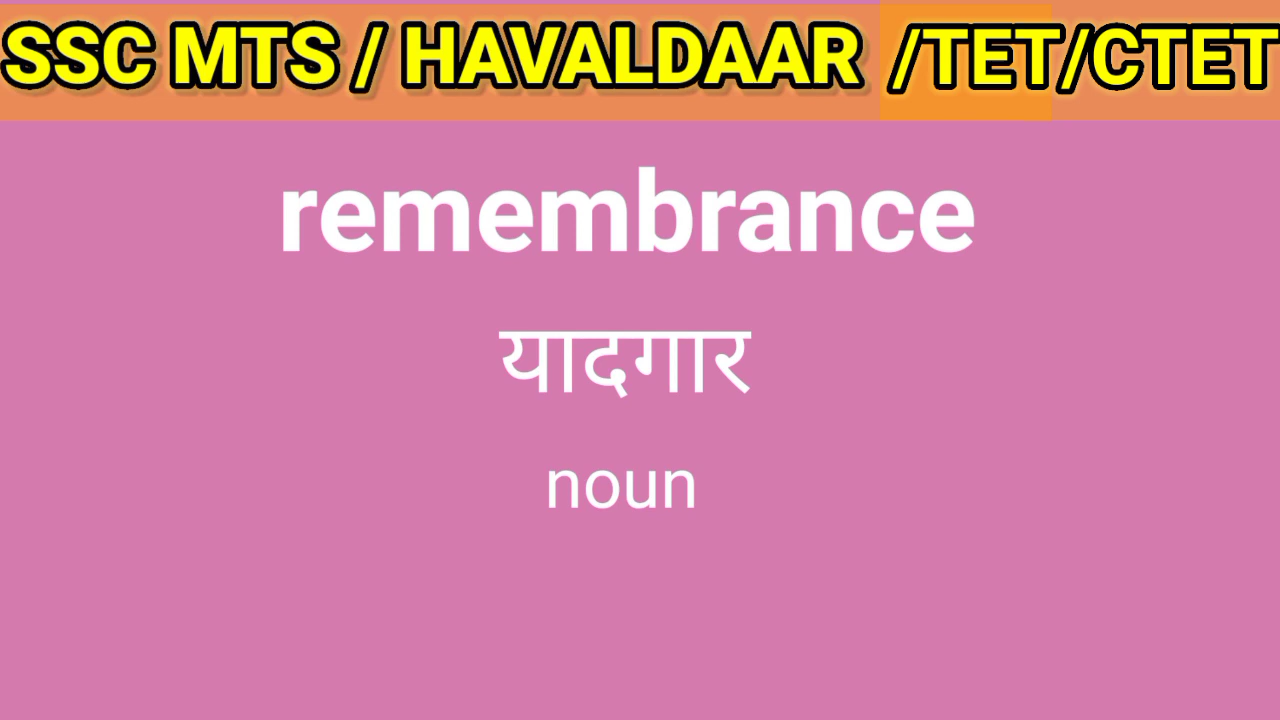 SSC MTS / HAVALDAAR /TET/CTET
remembrance
यादगार
noun